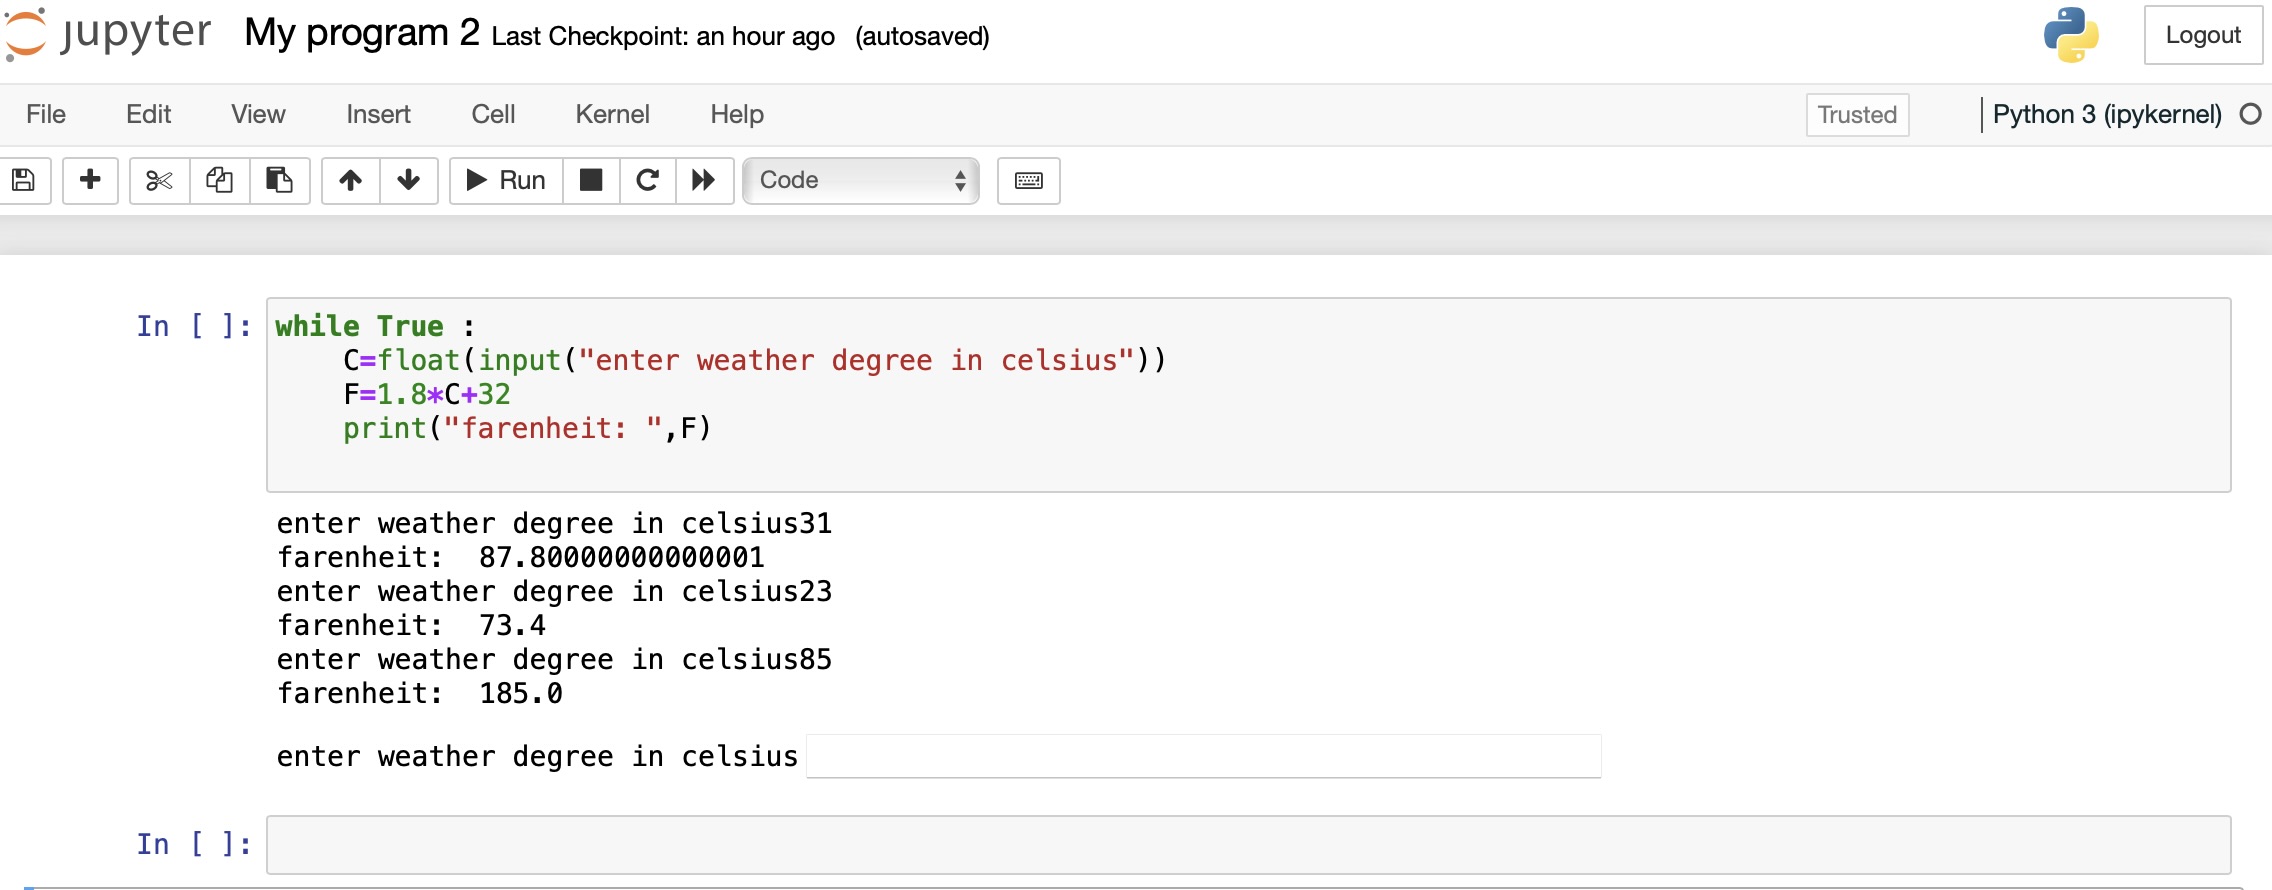 jupyter My program 2 Last Checkpoint: an hour ago (autosaved) Logout
File Edit View Insert Cell Kernel Help Trusted Python 3 (ipykernel)
Run Code
In [ ]: while True :
C=float(input("enter weather degree in celsius"))
F=1.8*C+32
print("farenheit: ",F)
enter weather degree in celsius31
farenheit:  87.80000000000001
enter weather degree in celsius23
farenheit:  73.4
enter weather degree in celsius85
farenheit:  185.0
enter weather degree in celsius
In [ ]: